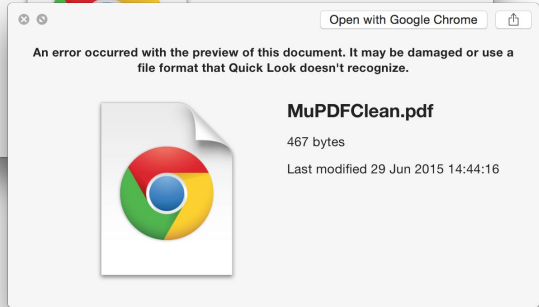 Open with Google Chrome
An error occurred with the preview of this document. It may be damaged or use a
file format that Quick Look doesn't recognize.
MuPDFClean.pdf
467 bytes
Last modified 29 Jun 2015 14:44:16